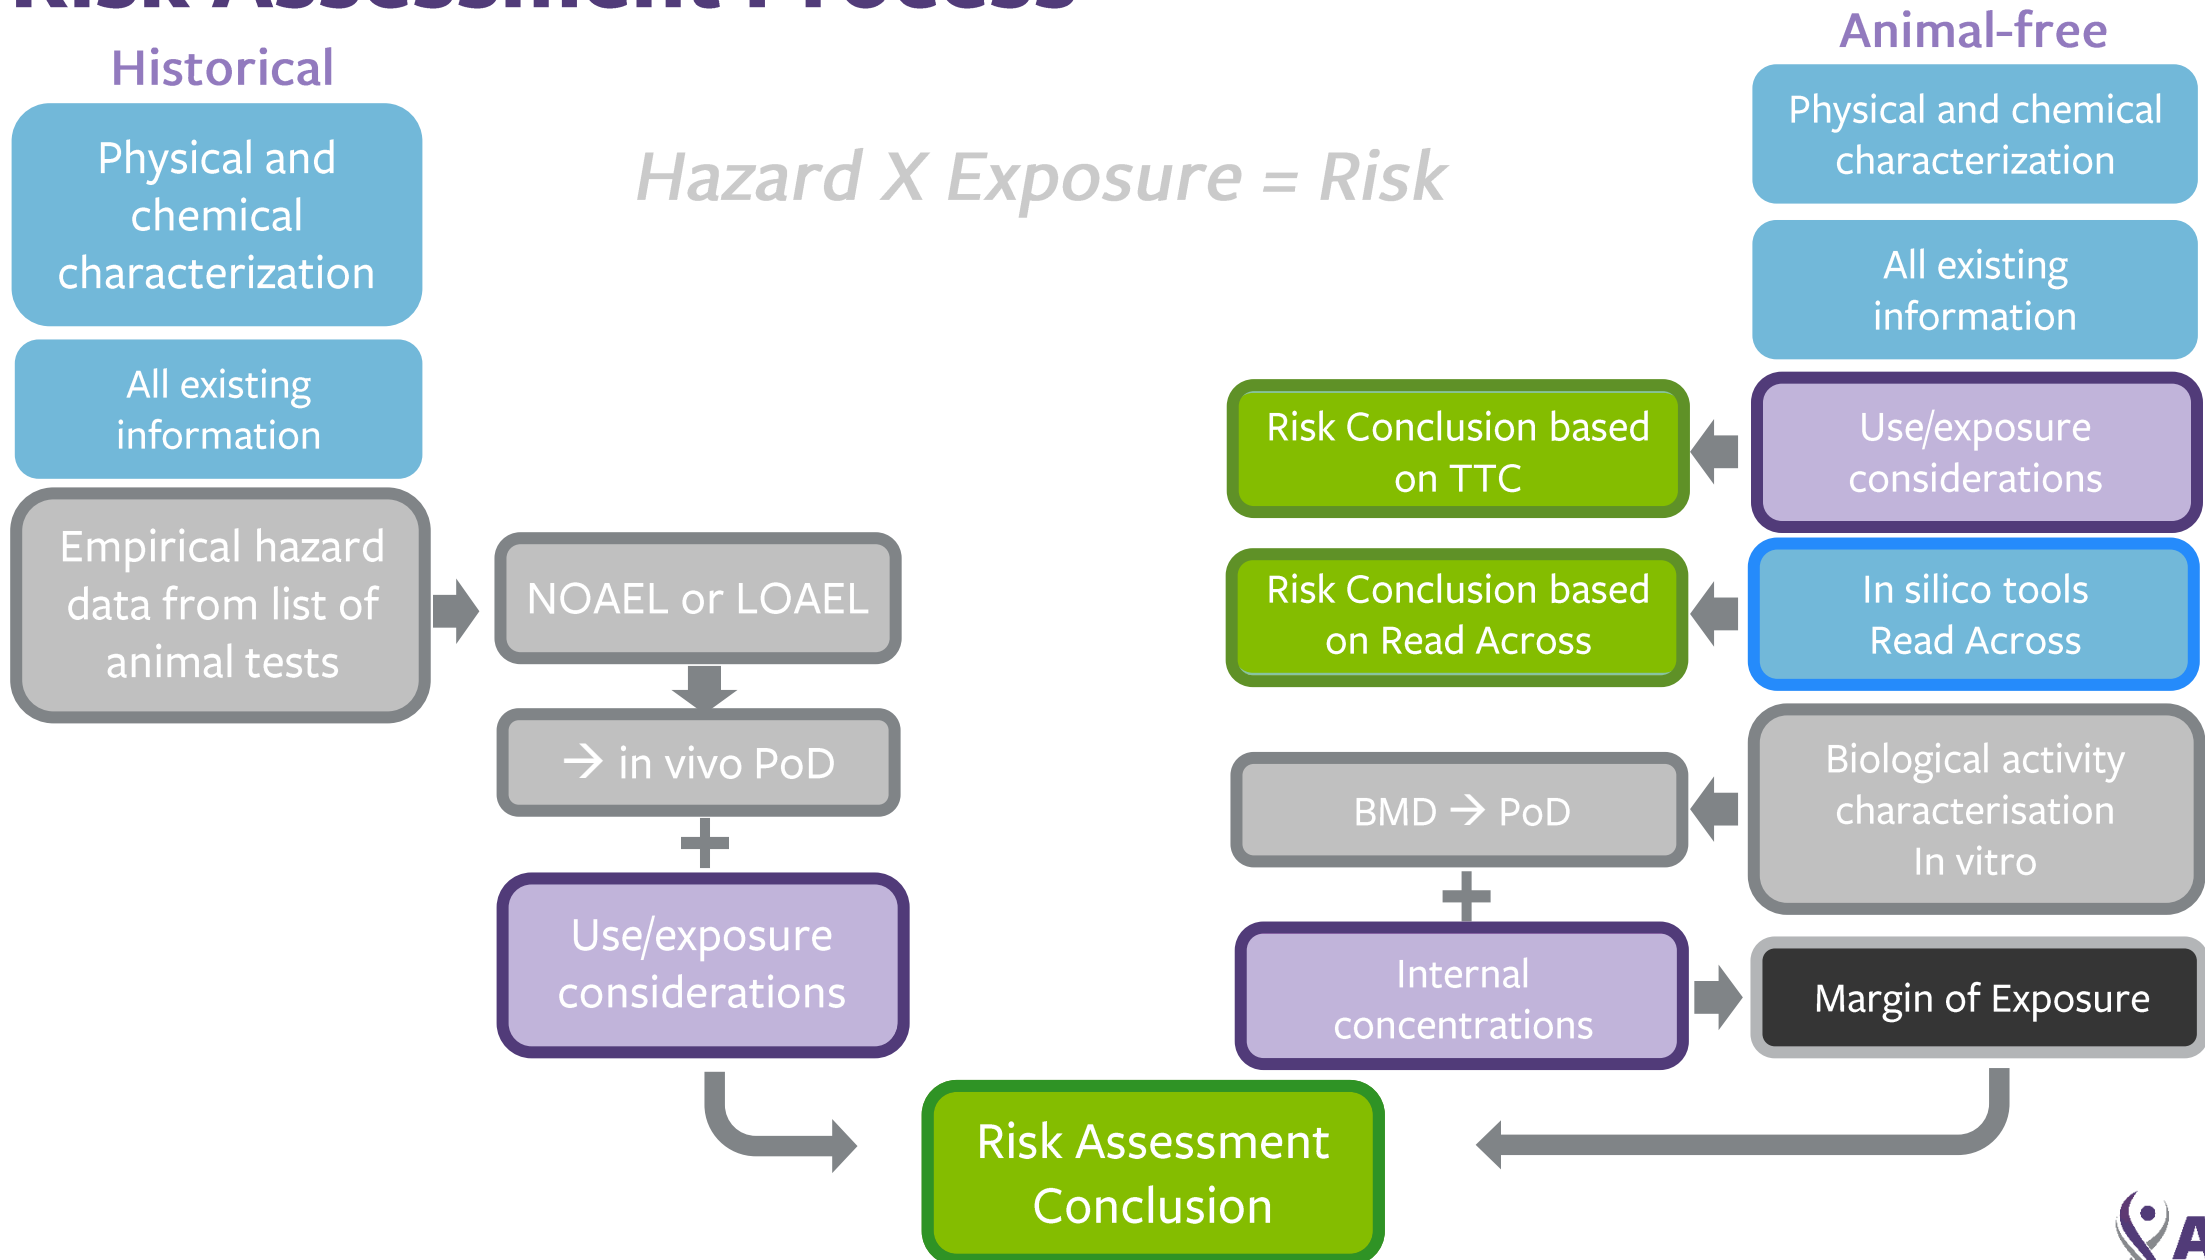 Risk Assessment Process
Historical
Physical and
chemical
characterization
All existing
information
Empirical hazard
data from list of
animal tests
NOAEL or LOAEL
→ in vivo PoD
+
Use/exposure
considerations
Hazard X Exposure = Risk
Animal-free
Physical and chemical
characterization
All existing
information
Use/exposure
considerations
Risk Conclusion based
on TTC
In silico tools
Read Across
Risk Conclusion based
on Read Across
Biological activity
characterisation
In vitro
BMD → PoD
+
Internal
concentrations
Margin of Exposure
Risk Assessment
Conclusion